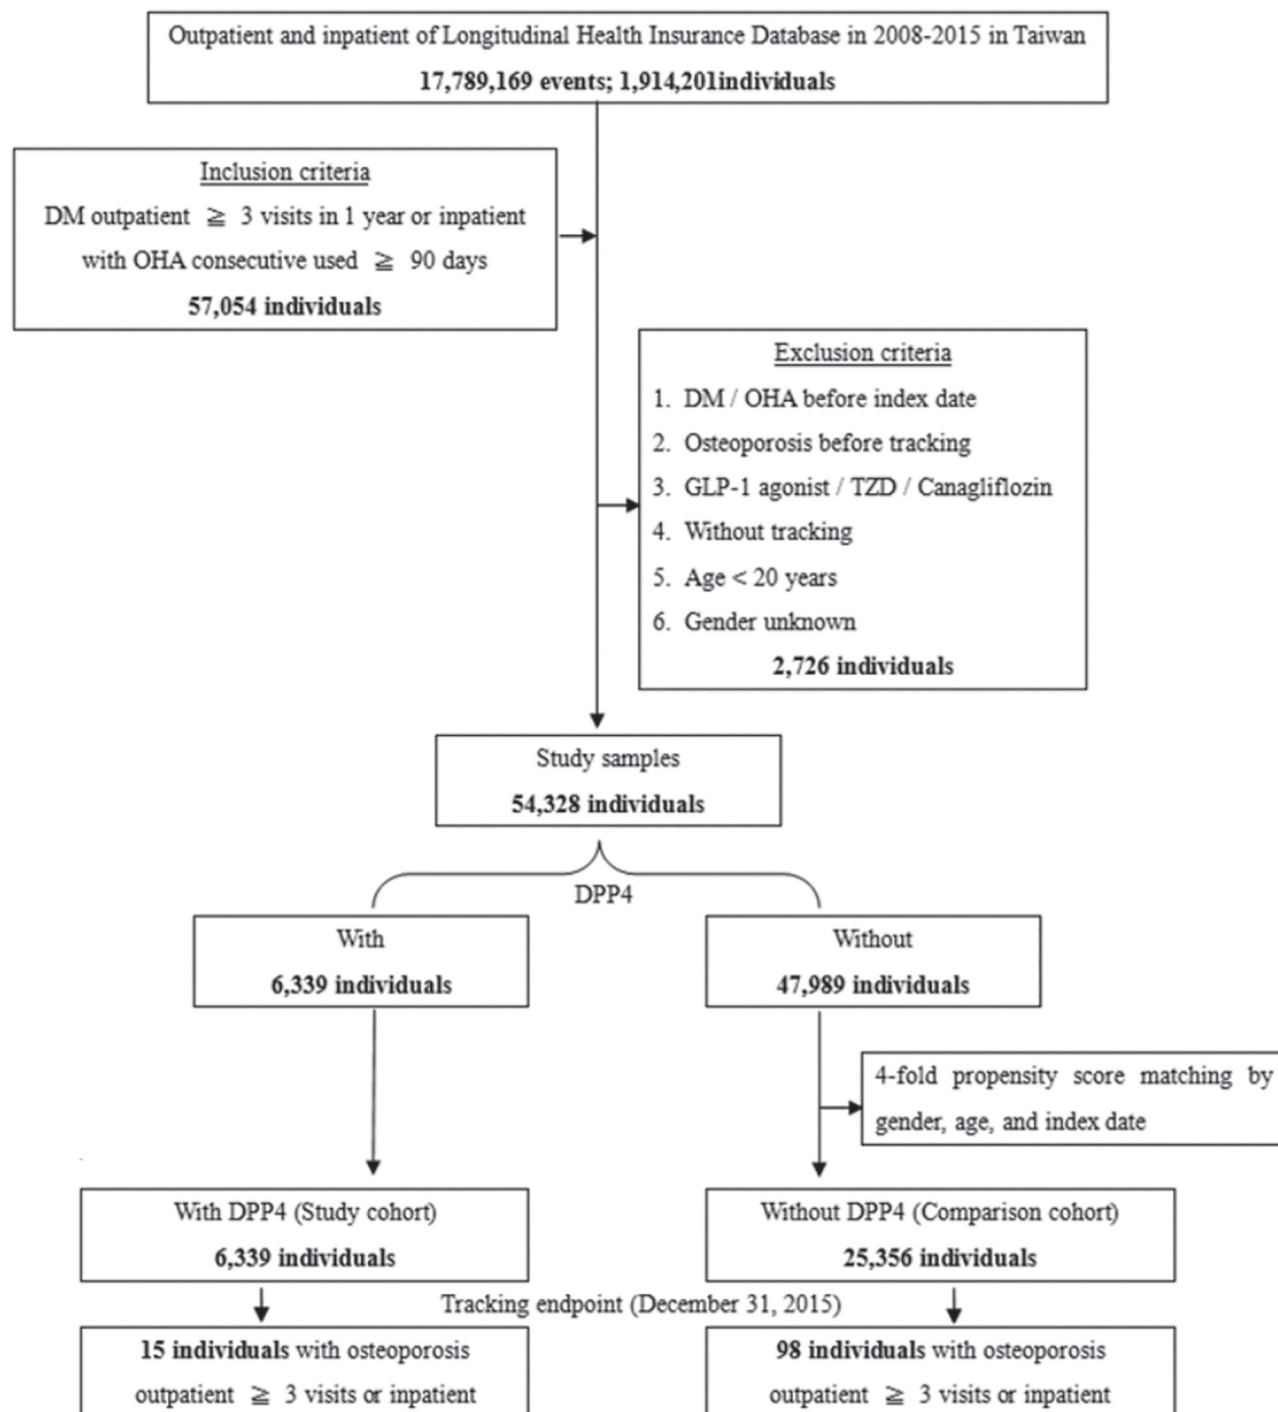 Outpatient and inpatient of Longitudinal Health Insurance Database in 2008-2015 in Taiwan
17,789,169 events; 1,914,201individuals
Inclusion criteria
DM outpatient ≧ 3 visits in 1 year or inpatient
with OHA consecutive used ≧ 90 days
57,054 individuals
Exclusion criteria
1. DM / OHA before index date
2. Osteoporosis before tracking
3. GLP-1 agonist / TZD / Canagliflozin
4. Without tracking
5. Age < 20 years
6. Gender unknown
2,726 individuals
Study samples
54,328 individuals
DPP4
With
6,339 individuals
Without
47,989 individuals
4-fold propensity score matching by
gender, age, and index date
With DPP4 (Study cohort)
6,339 individuals
Without DPP4 (Comparison cohort)
25,356 individuals
Tracking endpoint (December 31, 2015)
15 individuals with osteoporosis
outpatient ≧ 3 visits or inpatient
98 individuals with osteoporosis
outpatient ≧ 3 visits or inpatient